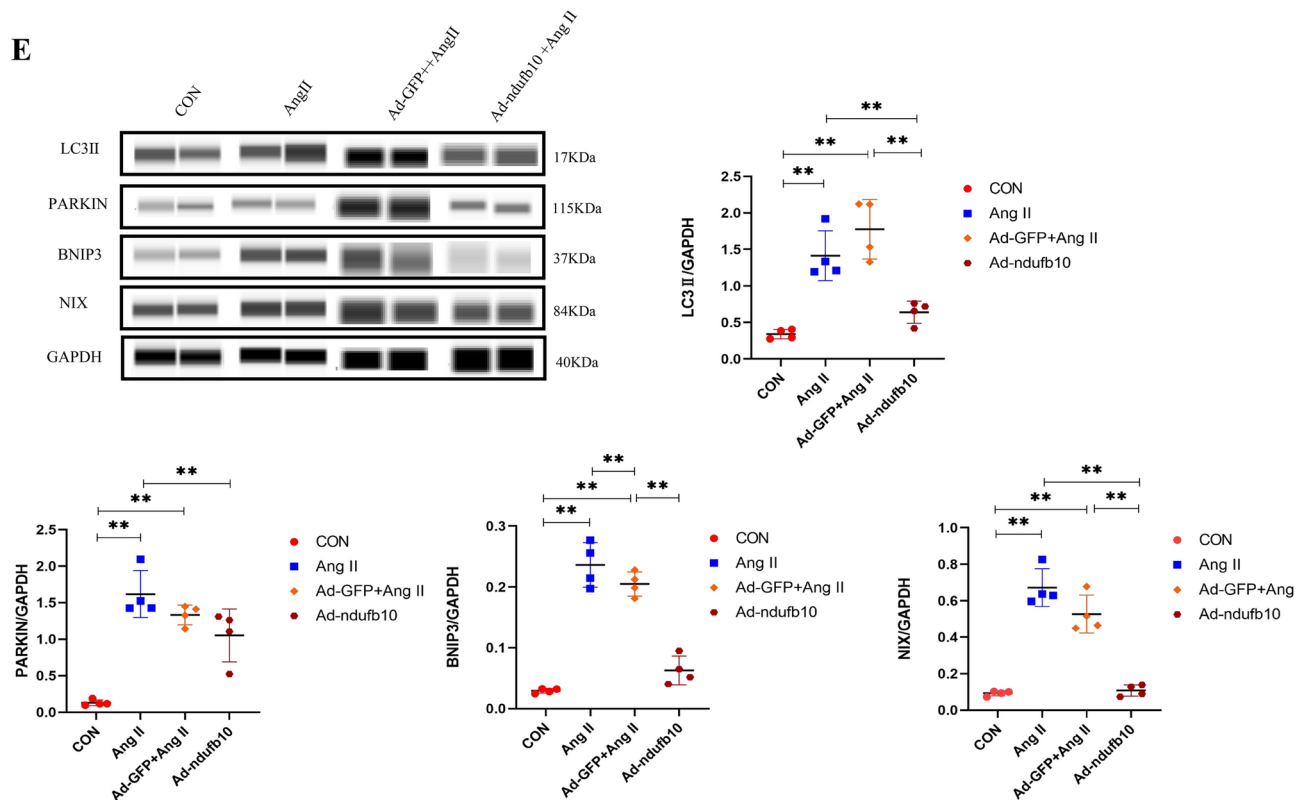 E
CON
AngII
Ad-GFP++AngII
Ad-ndufb10 +Ang II
LC3II
17KDa
PARKIN
115KDa
BNIP3
37KDa
NIX
84KDa
GAPDH
40KDa
**
**
**
**
**
LC3 II/GAPDH
2.5
2.0
1.5
1.0
0.5
0.0
CON
Ang II
Ad-GFP+Ang II
Ad-ndufb10
CON
Ang II
Ad-GFP+Ang II
Ad-ndufb10
**
**
**
PARKIN/GAPDH
2.5
2.0
1.5
1.0
0.5
0.0
CON
Ang II
Ad-GFP+Ang II
Ad-ndufb10
CON
Ang II
Ad-GFP+Ang II
Ad-ndufb10
**
**
**
**
BNIP3/GAPDH
0.3
0.2
0.1
0.0
CON
Ang II
Ad-GFP+Ang II
Ad-ndufb10
CON
Ang II
Ad-GFP+Ang II
Ad-ndufb10
**
**
**
**
NIX/GAPDH
1.0
0.8
0.6
0.4
0.2
0.0
CON
Ang II
Ad-GFP+Ang II
Ad-ndufb10
CON
Ang II
Ad-GFP+Ang
Ad-ndufb10